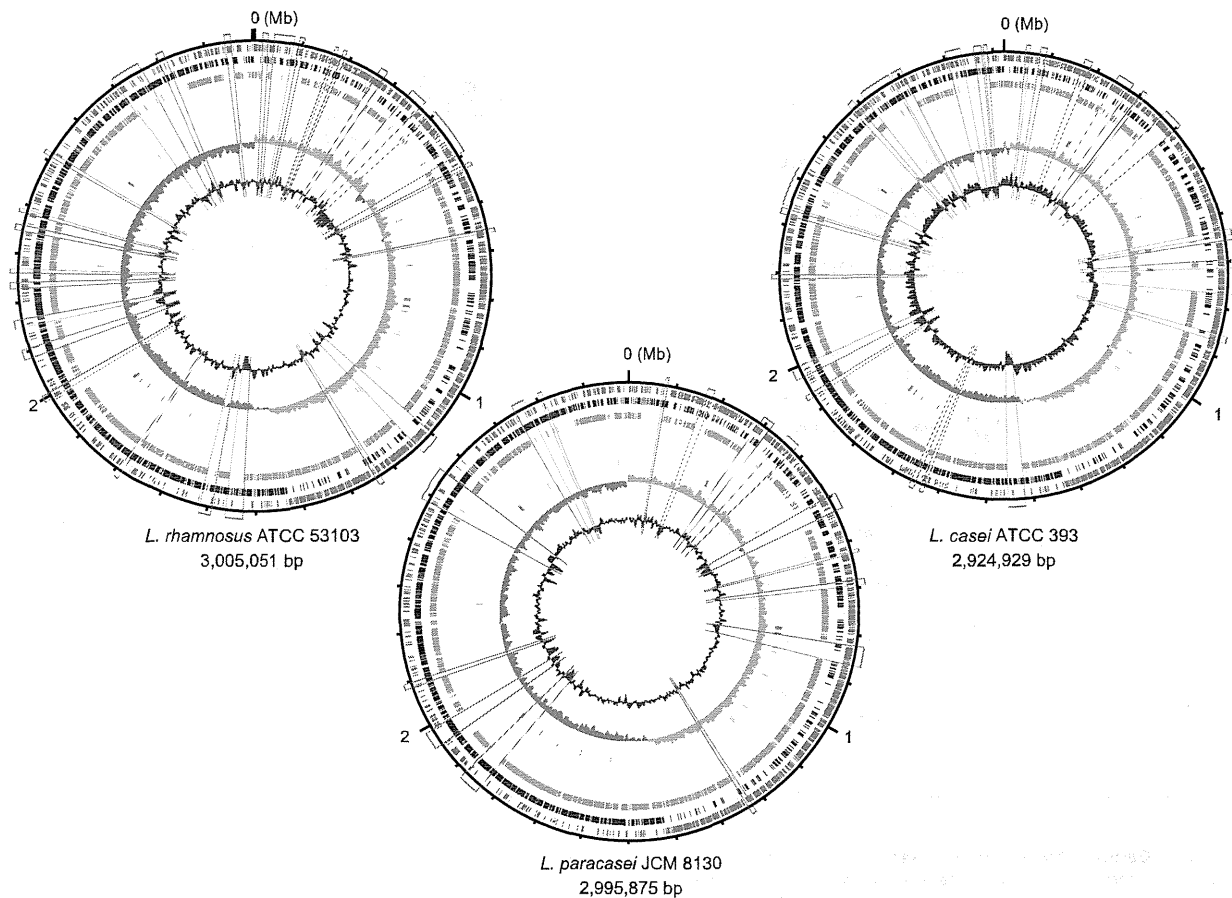 0 (Mb)
1
2
L. rhamnosus ATCC 53103
3,005,051 bp
0 (Mb)
1
2
L. casei ATCC 393
2,924,929 bp
0 (Mb)
1
2
L. paracasei JCM 8130
2,995,875 bp